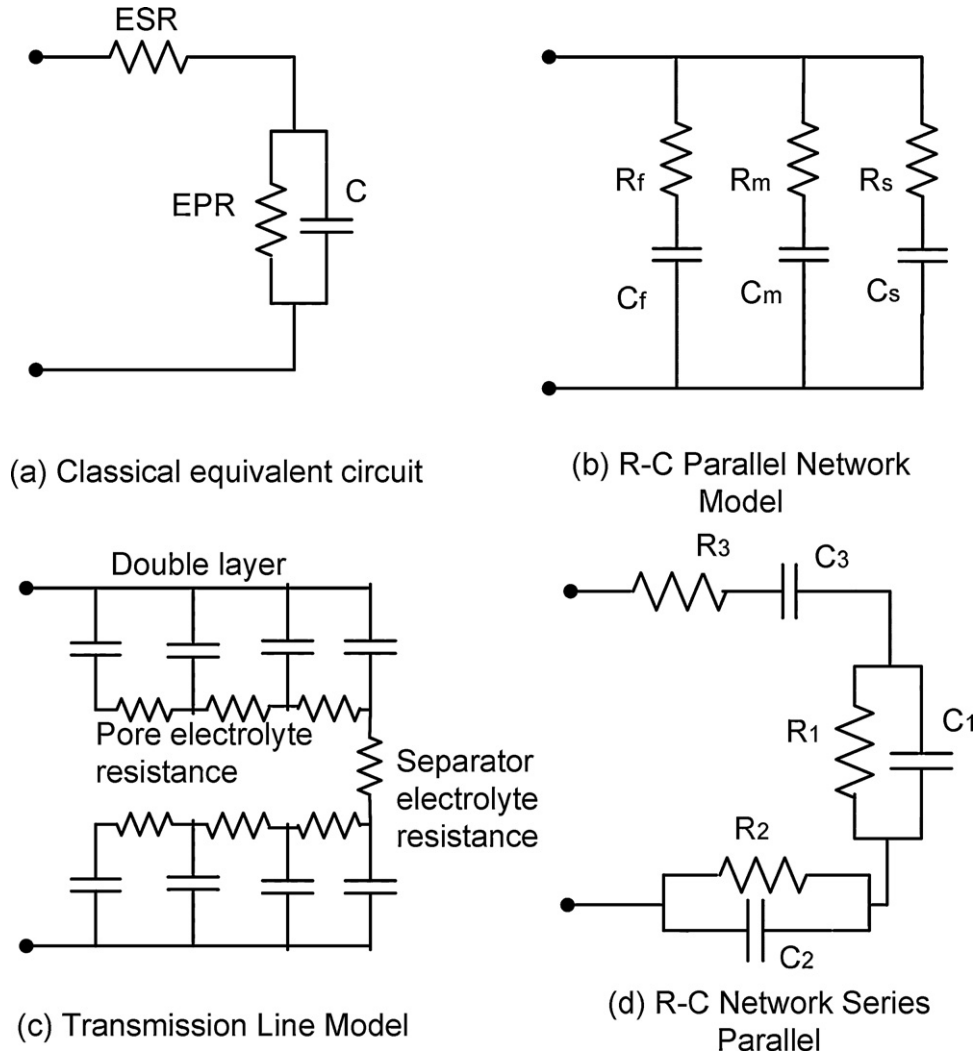 ESR
EPR
C
(a) Classical equivalent circuit
Rf
Rm
Rs
Cf
Cm
Cs
(b) R-C Parallel Network
Model
Double layer
Pore electrolyte
resistance
Separator
electrolyte
resistance
(c) Transmission Line Model
R3
C3
R1
C1
R2
C2
(d) R-C Network Series
Parallel